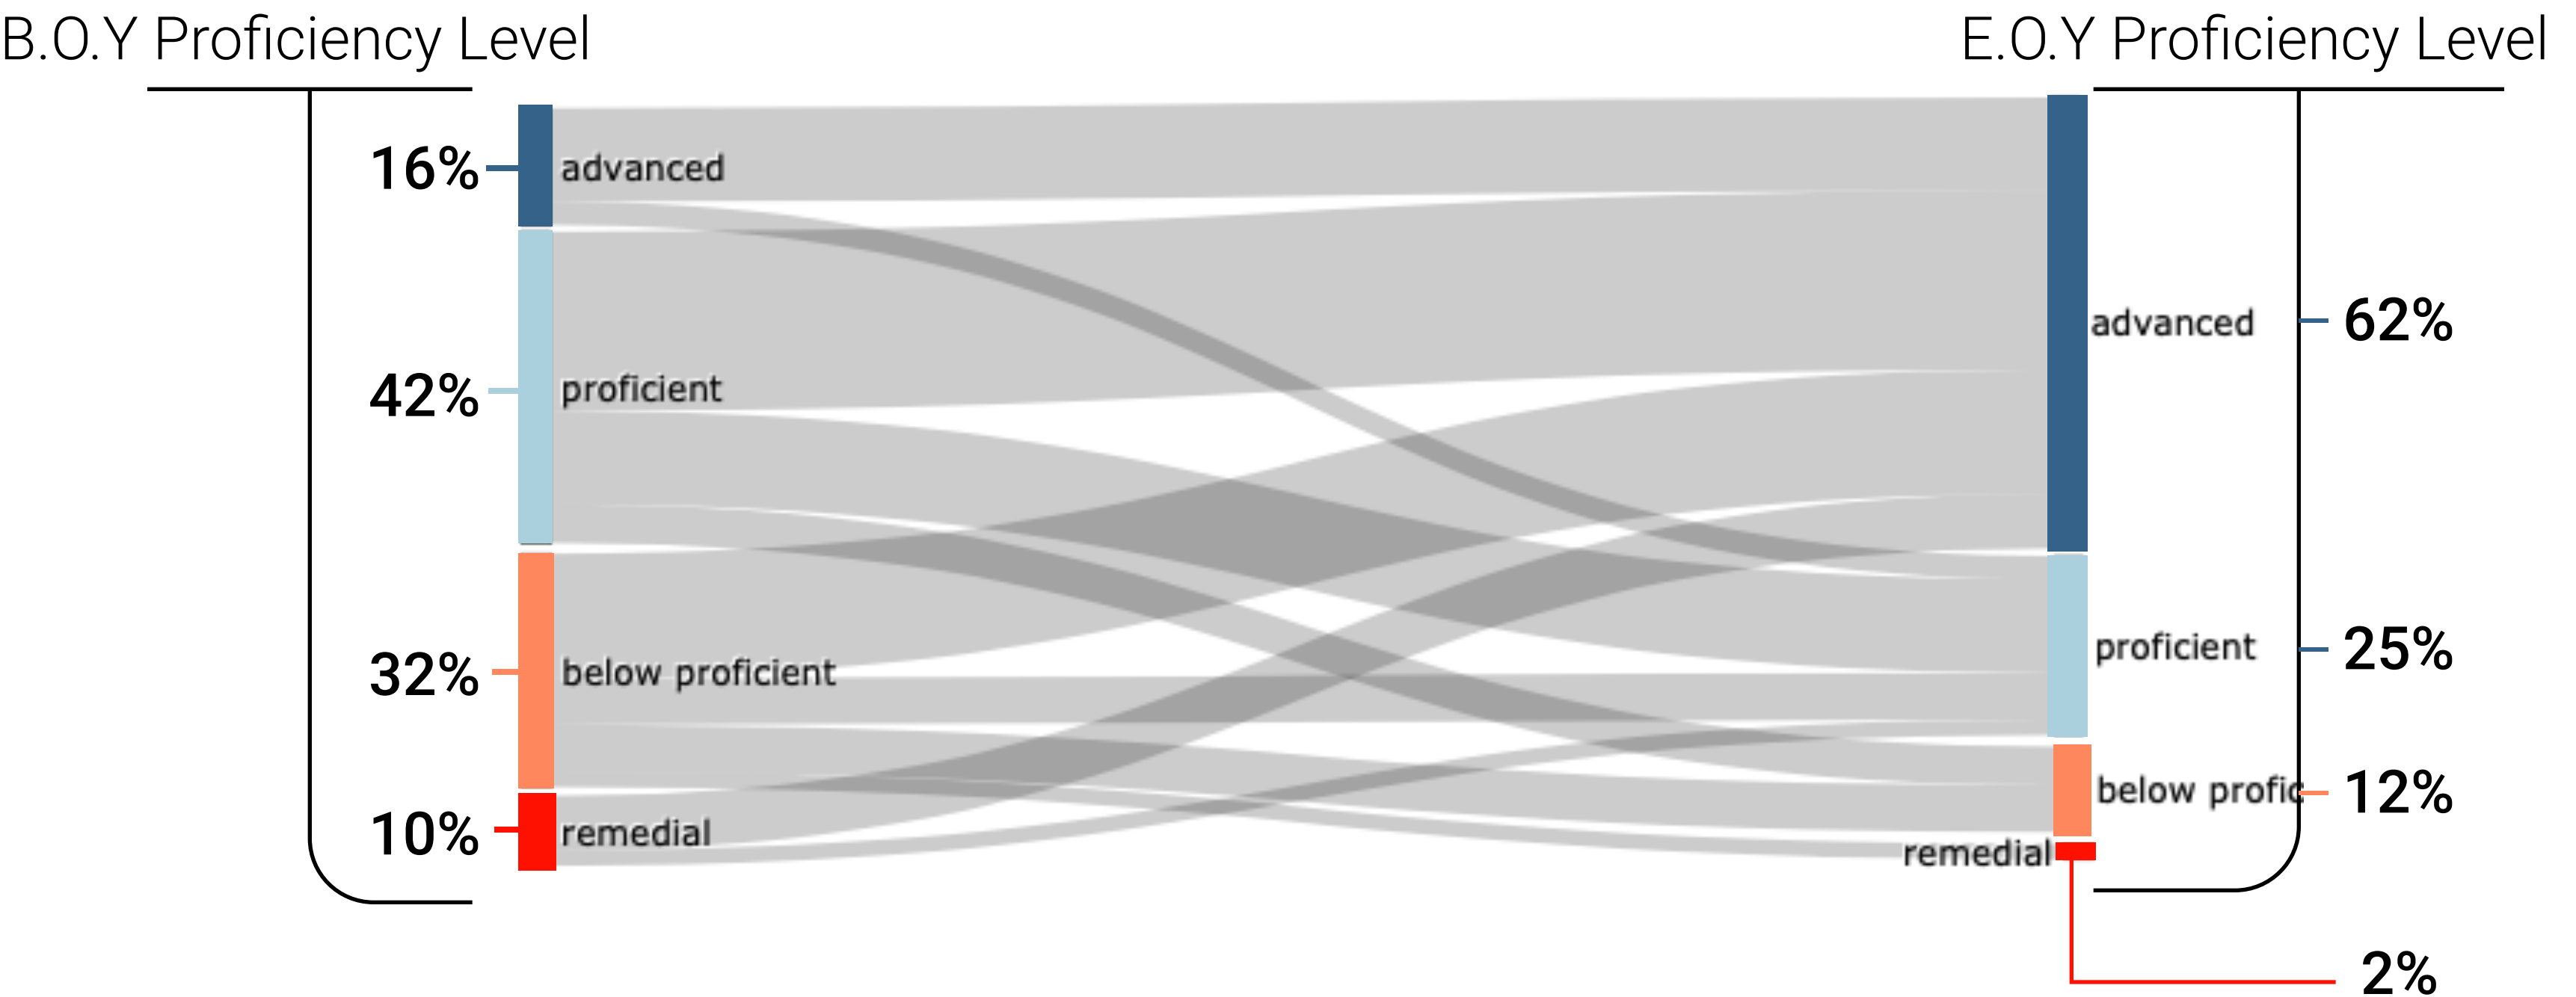 B.O.Y Proficiency Level
16%
advanced
42%
proficient
32%
below proficient
10%
remedial
E.O.Y Proficiency Level
advanced
62%
proficient
25%
below profic
12%
remedial
2%